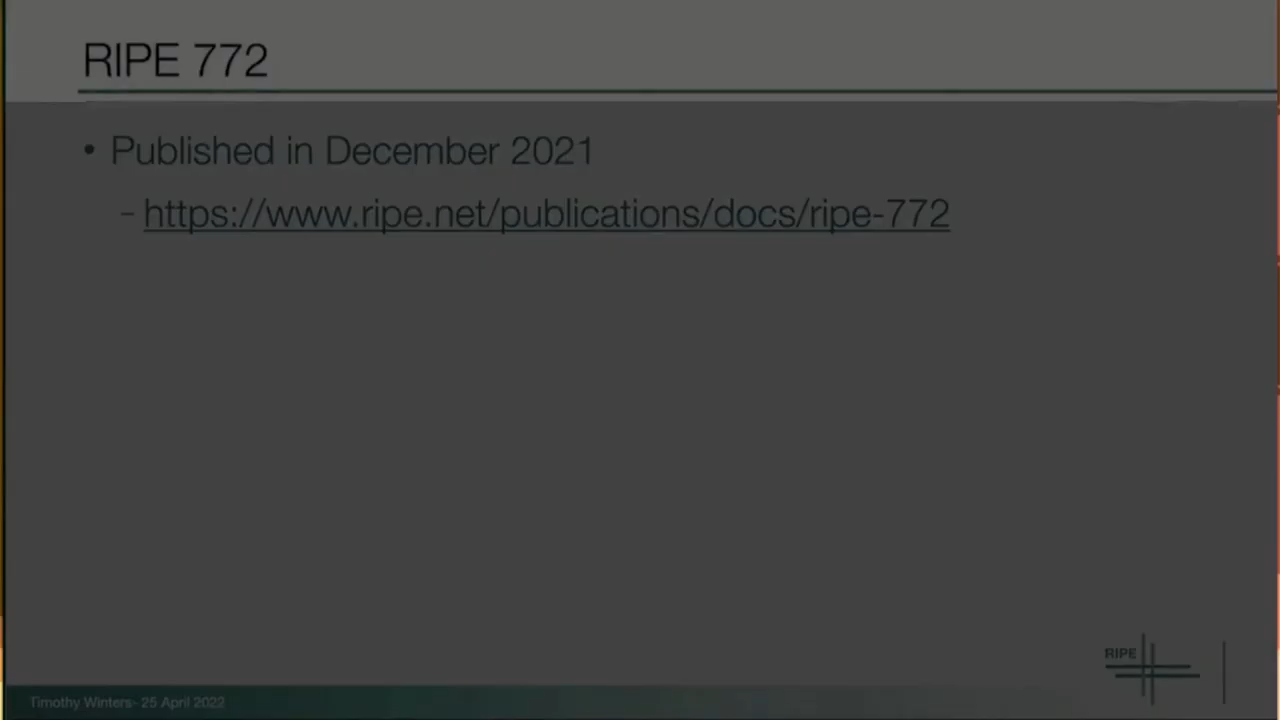 RIPE 772
• Published in December 2021
– https://www.ripe.net/publications/docs/ripe-772
RIPE
Timothy Winters- 25 April 2022